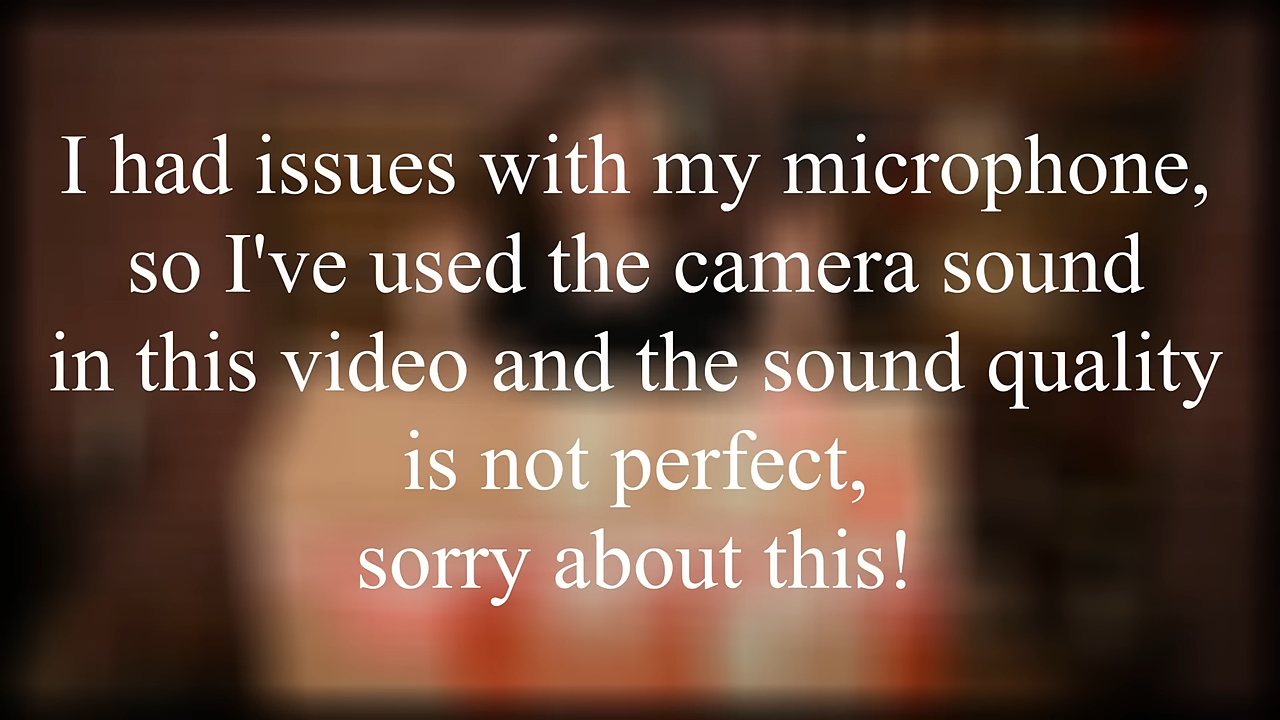 I had issues with my microphone,
so I've used the camera sound
in this video and the sound quality
is not perfect,
sorry about this!